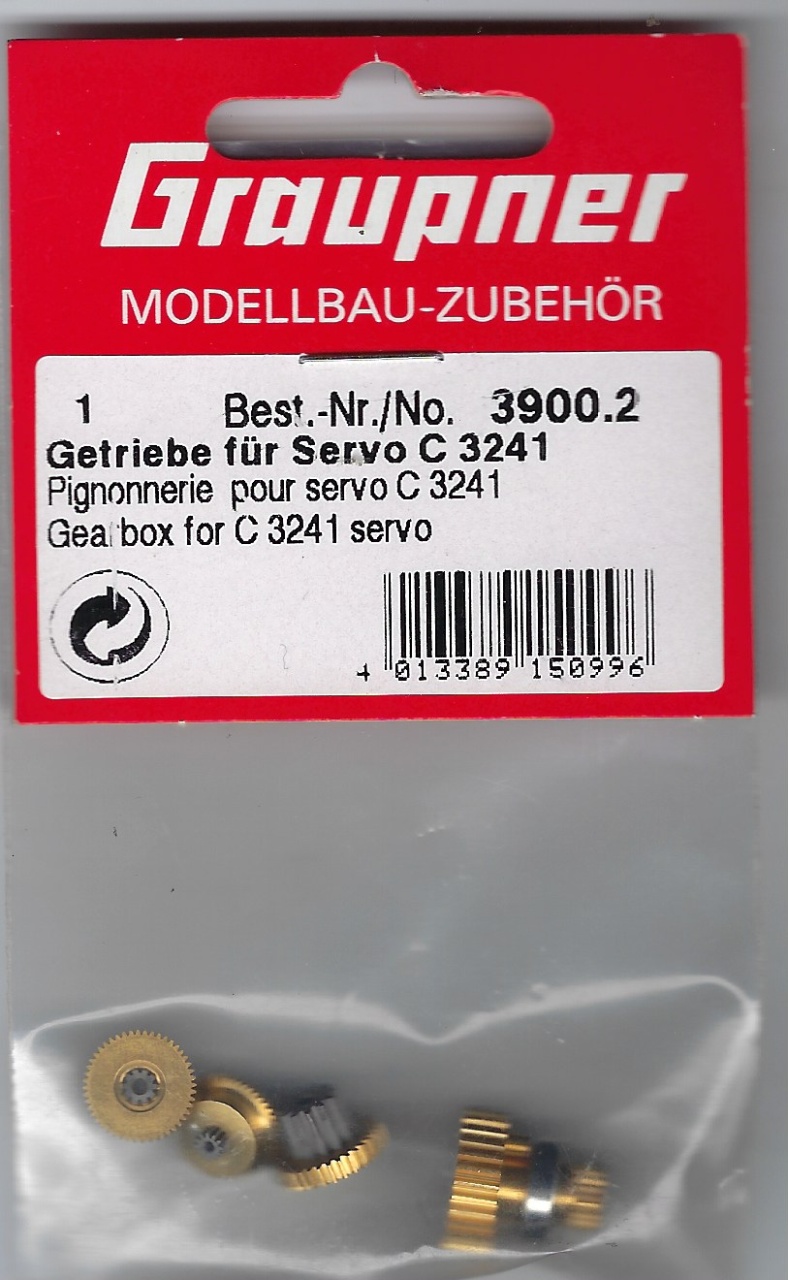 Graupner
MODELLBAU-ZUBEHÖR
1 Best.-Nr./No. 3900.2
Getriebe für Servo C 3241
Pignonnerie pour servo C 3241
Gearbox for C 3241 servo
4 013389 150996